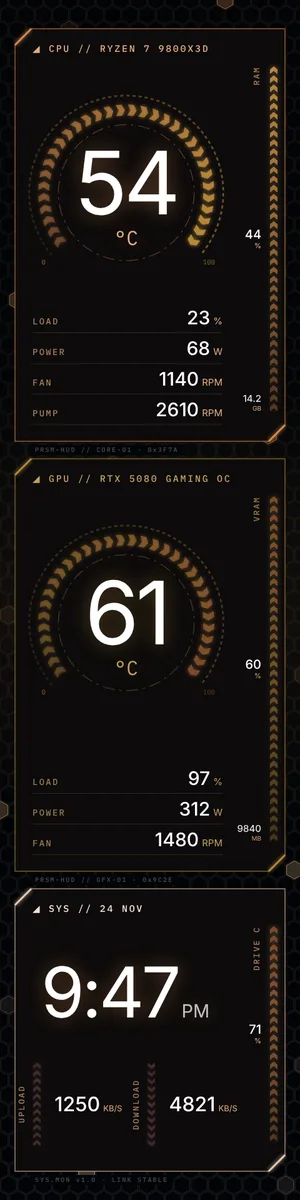 CPU // RYZEN 7 9800X3D
RAM
54
°C
0 100
44
%
LOAD 23 %
POWER 68 W
FAN 1140 RPM
PUMP 2610 RPM
14.2
GB
PRSM-HUD // CORE-01 - 0x3F7A
GPU // RTX 5080 GAMING OC
VRAM
61
°C
0 100
60
%
LOAD 97 %
POWER 312 W
FAN 1480 RPM
9840
MB
PRSM-HUD // GFX-01 - 0x9C2E
SYS // 24 NOV
DRIVE C
9:47 PM
71
%
UPLOAD
1250 KB/S
DOWNLOAD
4821 KB/S
SYS.MON v1.0 - LINK STABLE